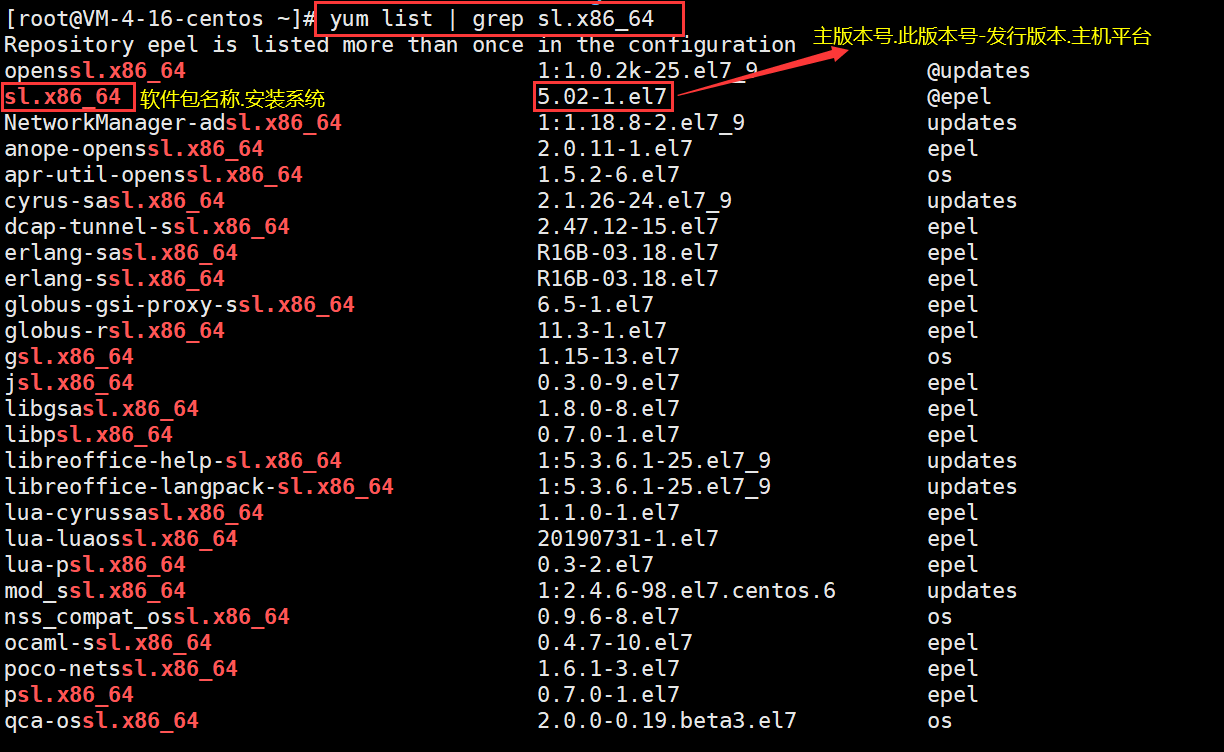 [root@VM-4-16-centos ~]# yum list | grep sl.x86_64
Repository epel is listed more than once in the configuration
主版本号.此版本号-发行版本.主机平台
openssl.x86_64 1:1.0.2k-25.el7_9 @updates
sl.x86_64 软件包名称.安装系统 5.02-1.el7 @epel
NetworkManager-adsl.x86_64 1:1.18.8-2.el7_9 updates
anope-openssl.x86_64 2.0.11-1.el7 epel
apr-util-openssl.x86_64 1.5.2-6.el7 os
cyrus-sasl.x86_64 2.1.26-24.el7_9 updates
dcap-tunnel-ssl.x86_64 2.47.12-15.el7 epel
erlang-sasl.x86_64 R16B-03.18.el7 epel
erlang-ssl.x86_64 R16B-03.18.el7 epel
globus-gsi-proxy-ssl.x86_64 6.5-1.el7 epel
globus-rsl.x86_64 11.3-1.el7 epel
gsl.x86_64 1.15-13.el7 os
jsl.x86_64 0.3.0-9.el7 epel
libgsasl.x86_64 1.8.0-8.el7 epel
libpsl.x86_64 0.7.0-1.el7 epel
libreoffice-help-sl.x86_64 1:5.3.6.1-25.el7_9 updates
libreoffice-langpack-sl.x86_64 1:5.3.6.1-25.el7_9 updates
lua-cyrussasl.x86_64 1.1.0-1.el7 epel
lua-luaossl.x86_64 20190731-1.el7 epel
lua-psl.x86_64 0.3-2.el7 epel
mod_ssl.x86_64 1:2.4.6-98.el7.centos.6 updates
nss_compat_ossl.x86_64 0.9.6-8.el7 os
ocaml-ssl.x86_64 0.4.7-10.el7 epel
poco-netssl.x86_64 1.6.1-3.el7 epel
psl.x86_64 0.7.0-1.el7 epel
qca-ossl.x86_64 2.0.0-0.19.beta3.el7 os